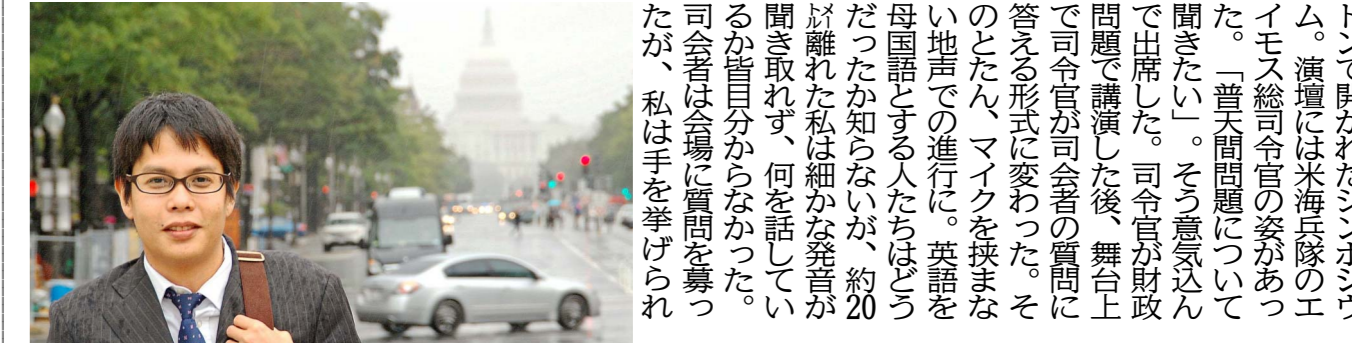 トンで開かれたシンポジウ
ム。演壇には米海兵隊のエ
イモス総司令官の姿があっ
た。「普天間問題について
聞きたい」。そう意気込ん
で出席した。司令官が財政
問題で講演した後、舞台上
で司令官が司会者の質問に
答える形式に変わった。そ
のとたん、マイクを挟まな
い地声での進行に。英語を
母国語とする人たちはどう
だったか知らないが、約20
㍍離れた私は細かな発音が
聞き取れず、何を話してい
るか皆目分からなかった。
司会者は会場に質問を募っ
たが、私は手を挙げられ